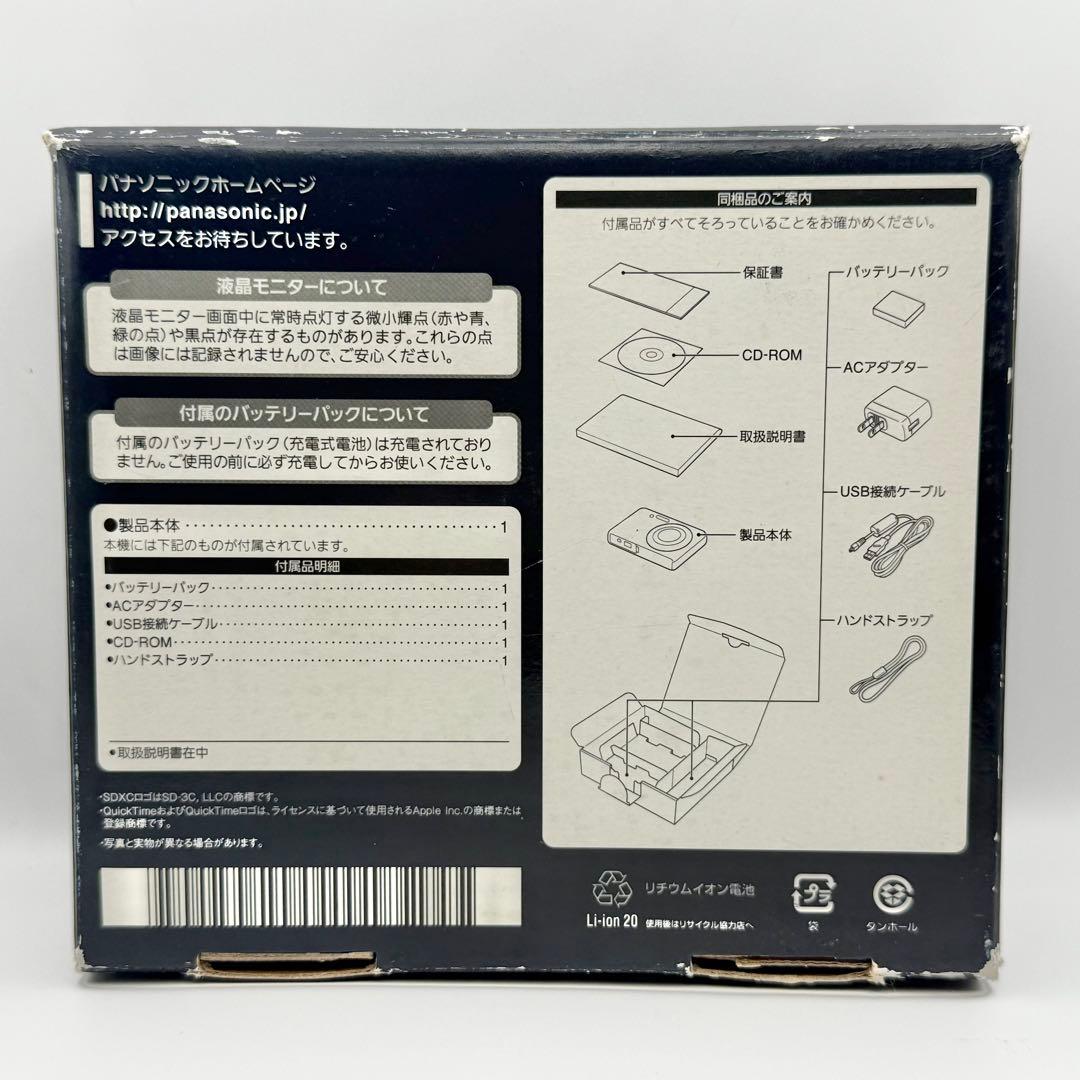 パナソニックホームページ
http://panasonic.jp/
アクセスをお待ちしています。
液晶モニターについて
液晶モニター画面中に常時点灯する微小輝点(赤や青、
緑の点)や黒点が存在するものがあります。これらの点
は画像には記録されませんので、ご安心ください。
付属のバッテリーパックについて
付属のバッテリーパック(充電式電池)は充電されており
ません。ご使用の前に必ず充電してからお使いください。
●製品本体 1
本機には下記のものが付属されています。
付属品明細
•バッテリーパック 1
•ACアダプター 1
•USB接続ケーブル 1
•CD-ROM 1
•ハンドストラップ 1
•取扱説明書在中
•SDXCロゴはSD-3C, LLCの商標です。
•QuickTimeおよびQuickTimeロゴは、ライセンスに基づいて使用されるApple Inc.の商標または
登録商標です。
•写真と実物が異なる場合があります。
同梱品のご案内
付属品がすべてそろっていることをお確かめください。
保証書
CD-ROM
取扱説明書
製品本体
バッテリーパック
ACアダプター
USB接続ケーブル
ハンドストラップ
リチウムイオン電池
Li-ion 20 使用後はリサイクル協力店へ
プラ
袋
ダンボール